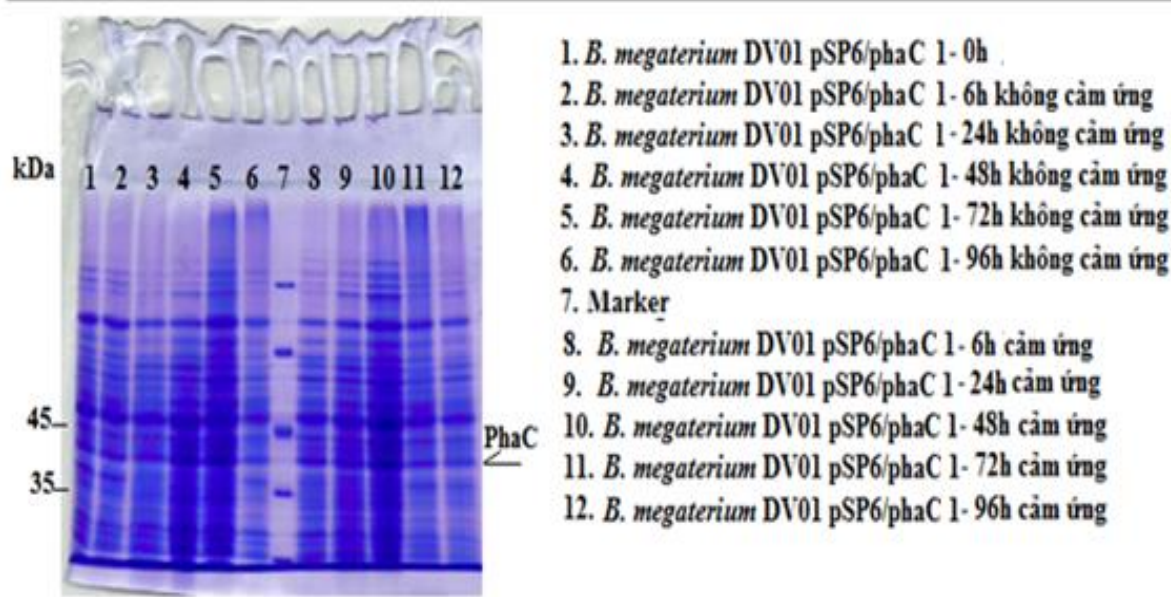 kDa
1 2 3 4 5 6 7 8 9 10 11 12
45
PhaC
35
1. B. megaterium DV01 pSP6/phaC 1- 0h
2. B. megaterium DV01 pSP6/phaC 1- 6h không cảm ứng
3. B. megaterium DV01 pSP6/phaC 1- 24h không cảm ứng
4. B. megaterium DV01 pSP6/phaC 1- 48h không cảm ứng
5. B. megaterium DV01 pSP6/phaC 1- 72h không cảm ứng
6. B. megaterium DV01 pSP6/phaC 1- 96h không cảm ứng
7. Marker
8. B. megaterium DV01 pSP6/phaC 1- 6h cảm ứng
9. B. megaterium DV01 pSP6/phaC 1- 24h cảm ứng
10. B. megaterium DV01 pSP6/phaC 1- 48h cảm ứng
11. B. megaterium DV01 pSP6/phaC 1- 72h cảm ứng
12. B. megaterium DV01 pSP6/phaC 1- 96h cảm ứng